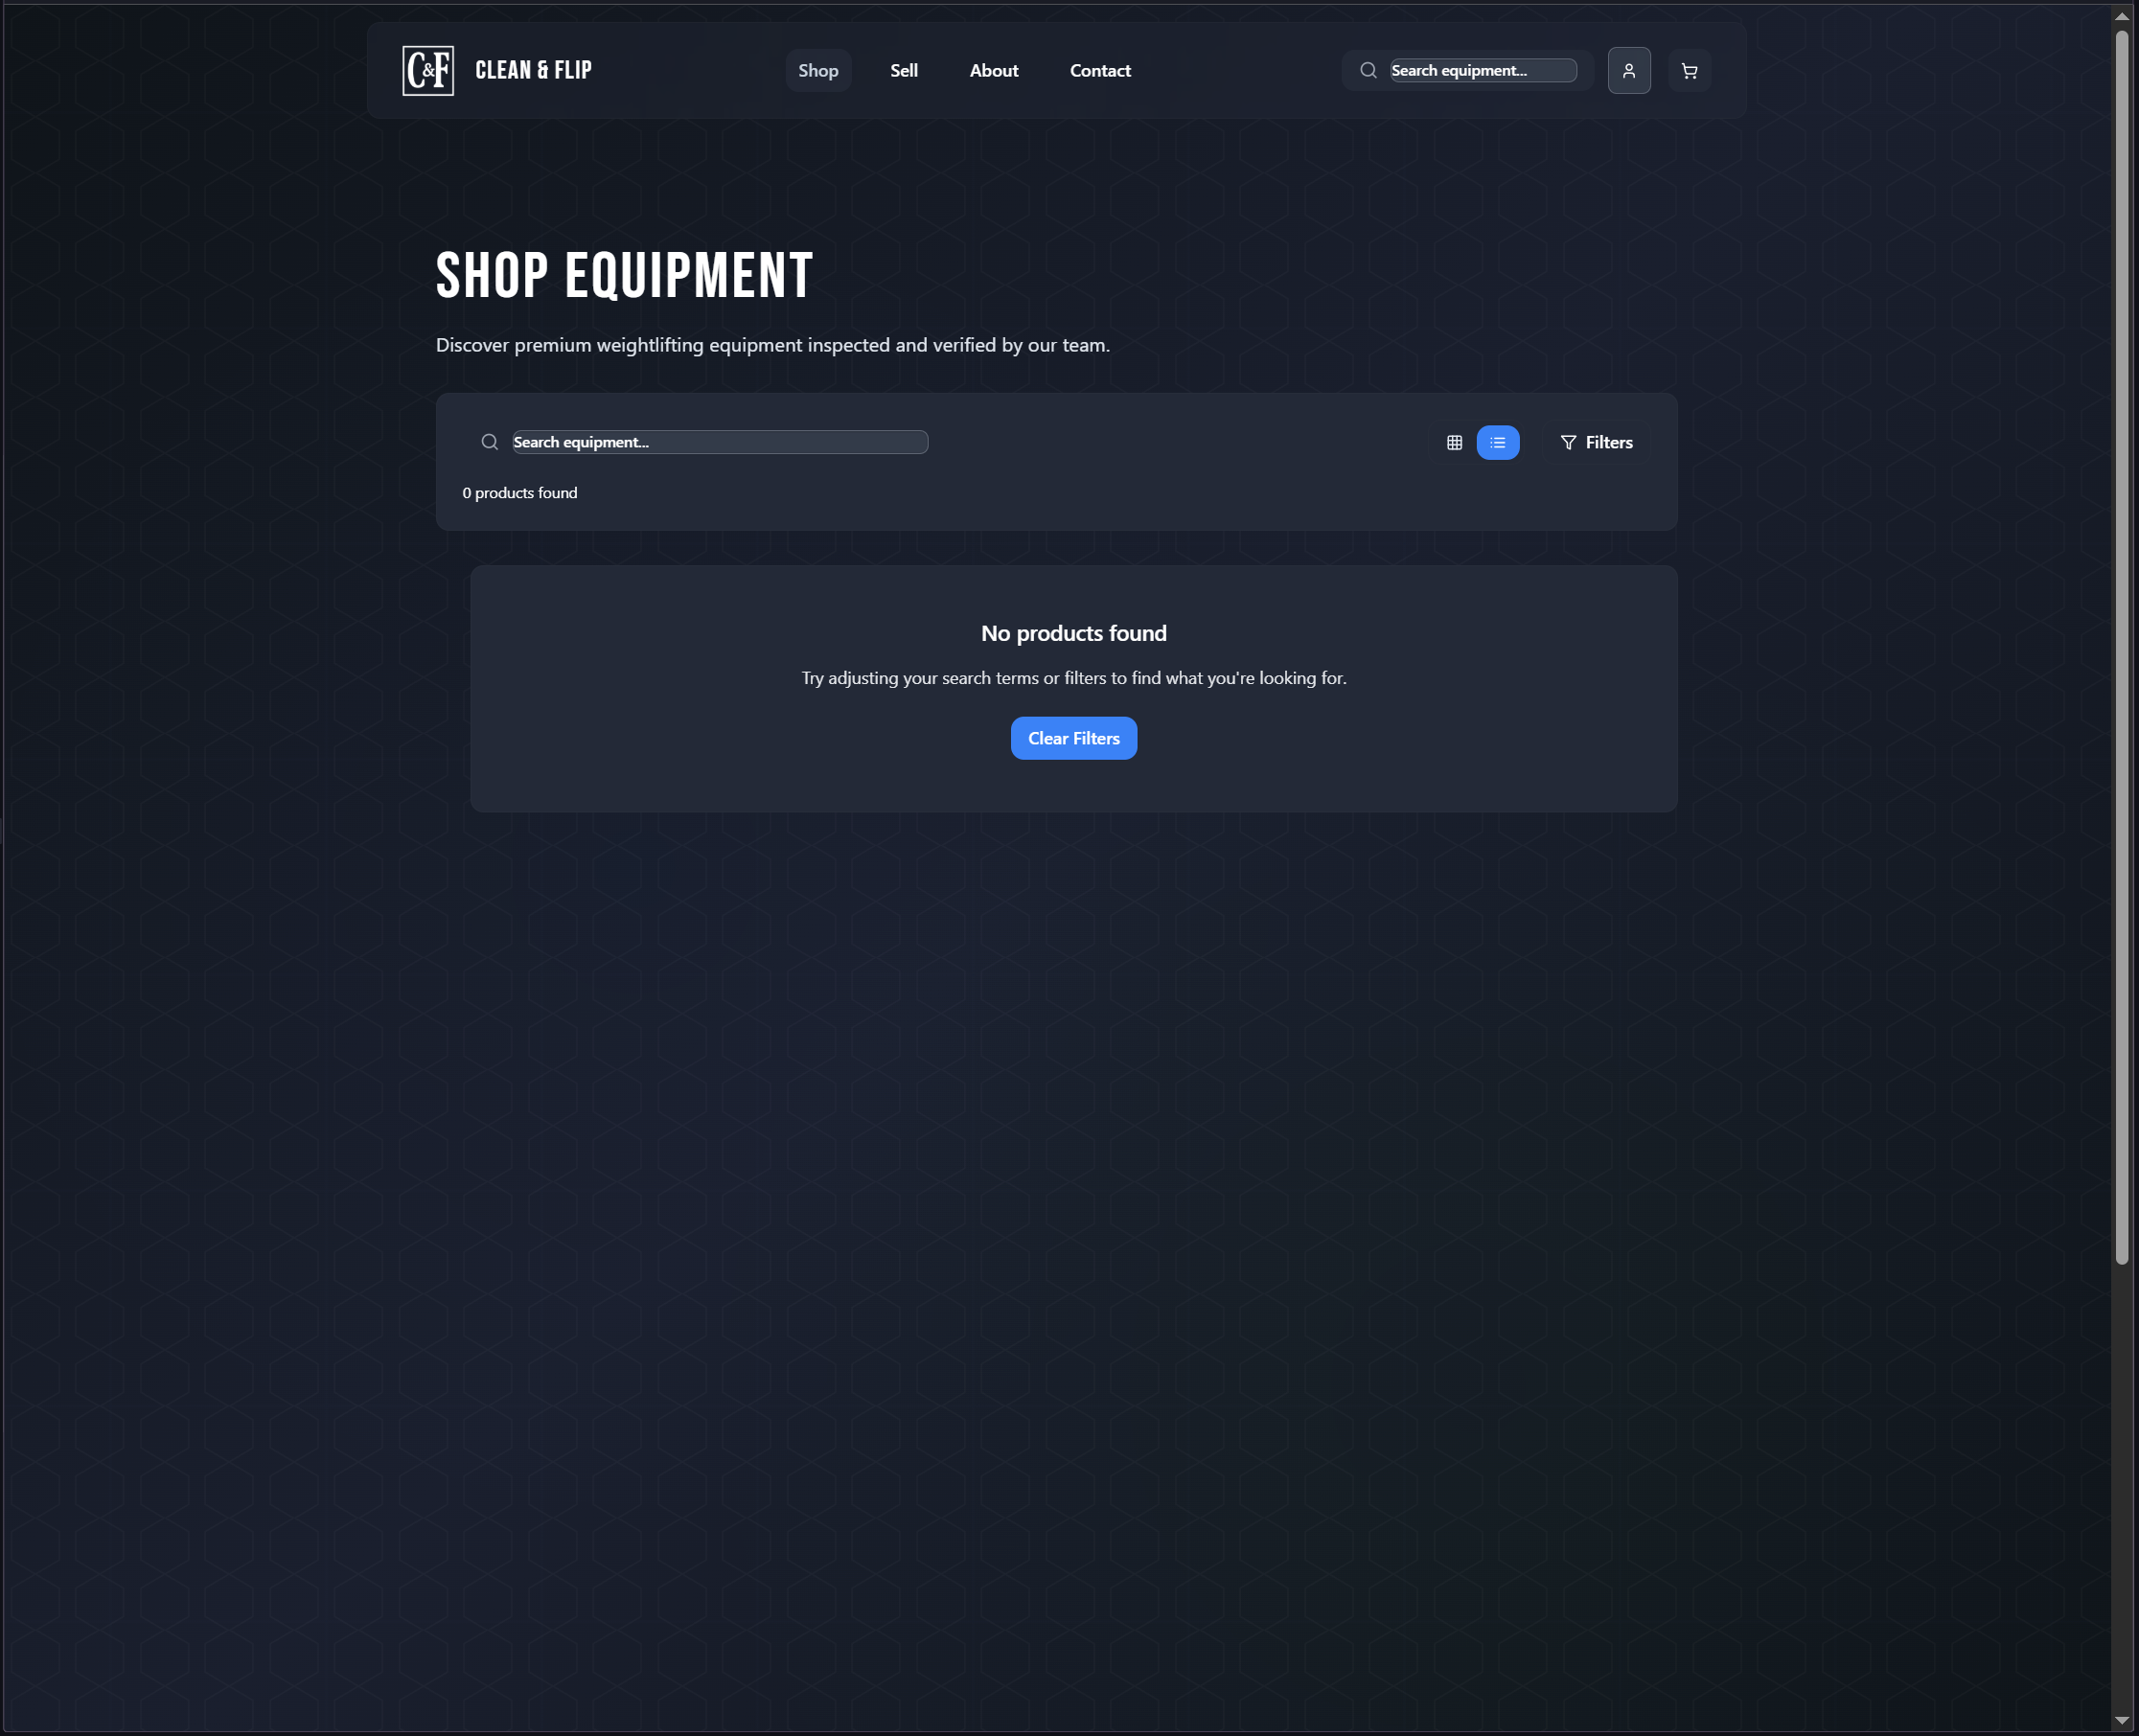 C&F CLEAN & FLIP Shop Sell About Contact Search equipment...
SHOP EQUIPMENT
Discover premium weightlifting equipment inspected and verified by our team.
Search equipment... Filters
0 products found
No products found
Try adjusting your search terms or filters to find what you're looking for.
Clear Filters